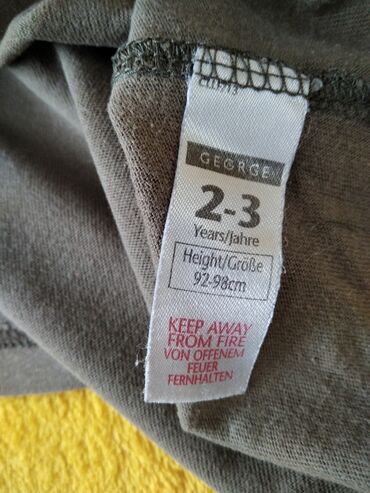 GEORGE
2-3
Years/Jahre
Height/Größe
92-98cm
KEEP AWAY
FROM FIRE
VON OFFENEM
FEUER
FERNHALTEN